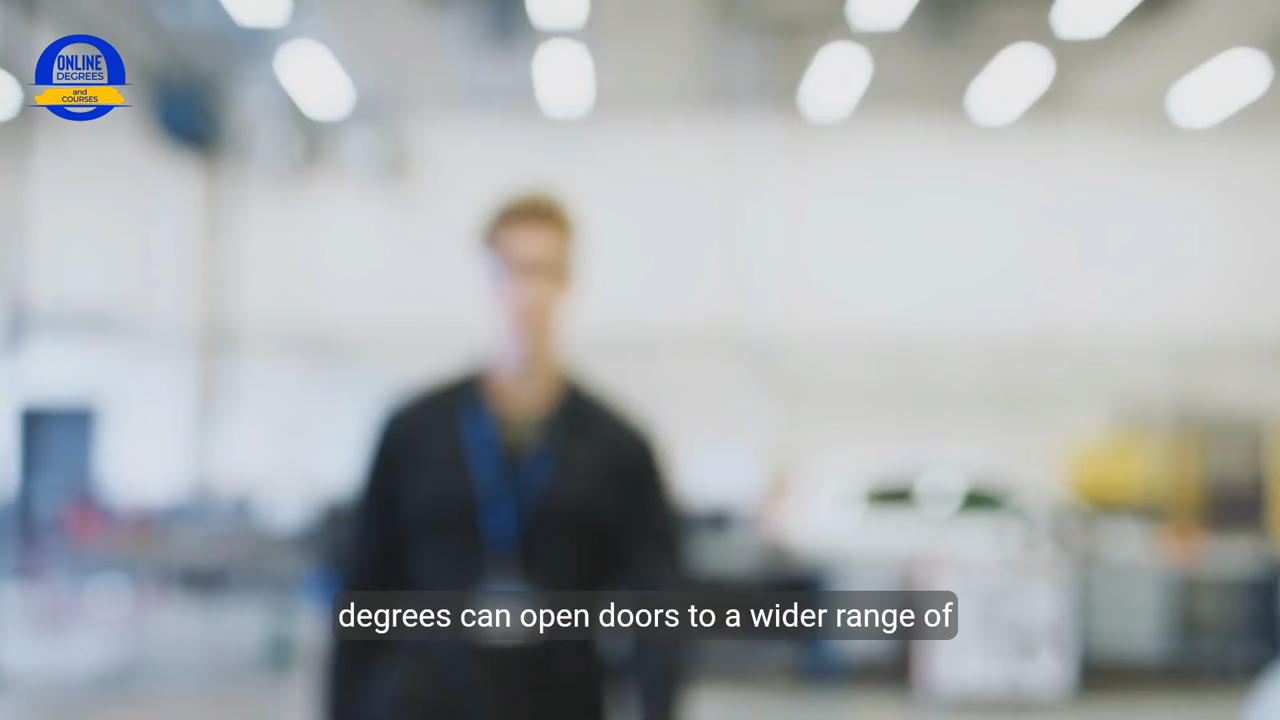 ONLINE
DEGREES
and
COURSES
degrees can open doors to a wider range of